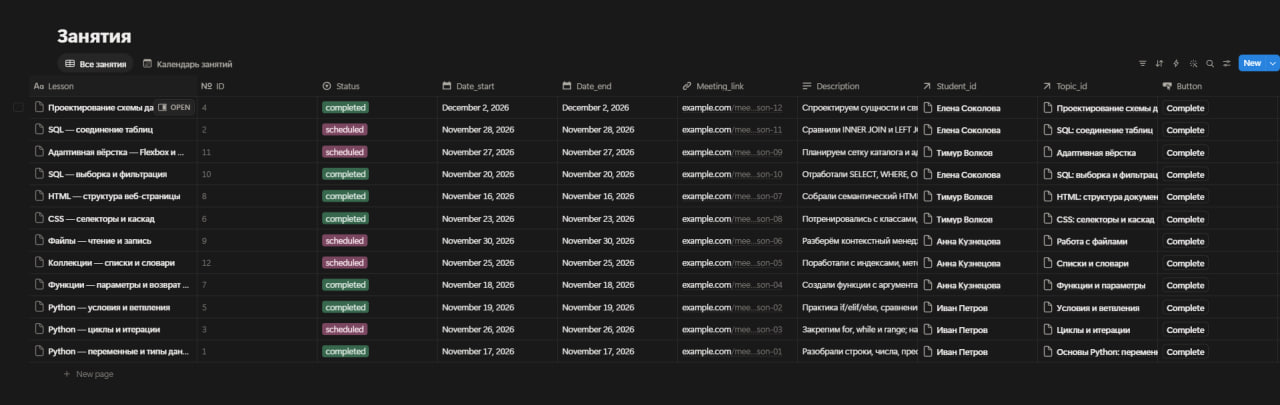 Занятия
Все занятия Календарь занятий New
Aa Lesson № ID Status Date_start Date_end Meeting_link Description Student_id Topic_id Button
Проектирование схемы да OPEN 4 completed December 2, 2026 December 2, 2026 example.com/mee...son-12 Спроектируем сущности и свя Елена Соколова Проектирование схемы д Complete
SQL — соединение таблиц 2 scheduled November 28, 2026 November 28, 2026 example.com/mee...son-11 Сравнили INNER JOIN и LEFT JO Елена Соколова SQL: соединение таблиц Complete
Адаптивная вёрстка — Flexbox и ... 11 scheduled November 27, 2026 November 27, 2026 example.com/mee...son-09 Планируем сетку каталога и ад Тимур Волков Адаптивная вёрстка Complete
SQL — выборка и фильтрация 10 completed November 20, 2026 November 20, 2026 example.com/mee...son-10 Отработали SELECT, WHERE, O Елена Соколова SQL: выборка и фильтрац Complete
HTML — структура веб-страницы 8 completed November 16, 2026 November 16, 2026 example.com/mee...son-07 Собрали семантический HTML Тимур Волков HTML: структура докумен Complete
CSS — селекторы и каскад 6 completed November 23, 2026 November 23, 2026 example.com/mee...son-08 Потренировались с классами, Тимур Волков CSS: селекторы и каскад Complete
Файлы — чтение и запись 9 scheduled November 30, 2026 November 30, 2026 example.com/mee...son-06 Разберём контекстный менед Анна Кузнецова Работа с файлами Complete
Коллекции — списки и словари 12 scheduled November 25, 2026 November 25, 2026 example.com/mee...son-05 Поработали с индексами, мет Анна Кузнецова Списки и словари Complete
Функции — параметры и возврат ... 7 completed November 18, 2026 November 18, 2026 example.com/mee...son-04 Создали функции с аргумента Анна Кузнецова Функции и параметры Complete
Python — условия и ветвления 5 completed November 19, 2026 November 19, 2026 example.com/mee...son-02 Практика if/elif/else, сравнени Иван Петров Условия и ветвления Complete
Python — циклы и итерации 3 scheduled November 26, 2026 November 26, 2026 example.com/mee...son-03 Закрепим for, while и range; на Иван Петров Циклы и итерации Complete
Python — переменные и типы дан... 1 completed November 17, 2026 November 17, 2026 example.com/mee...son-01 Разобрали строки, числа, прео Иван Петров Основы Python: перемен Complete
New page